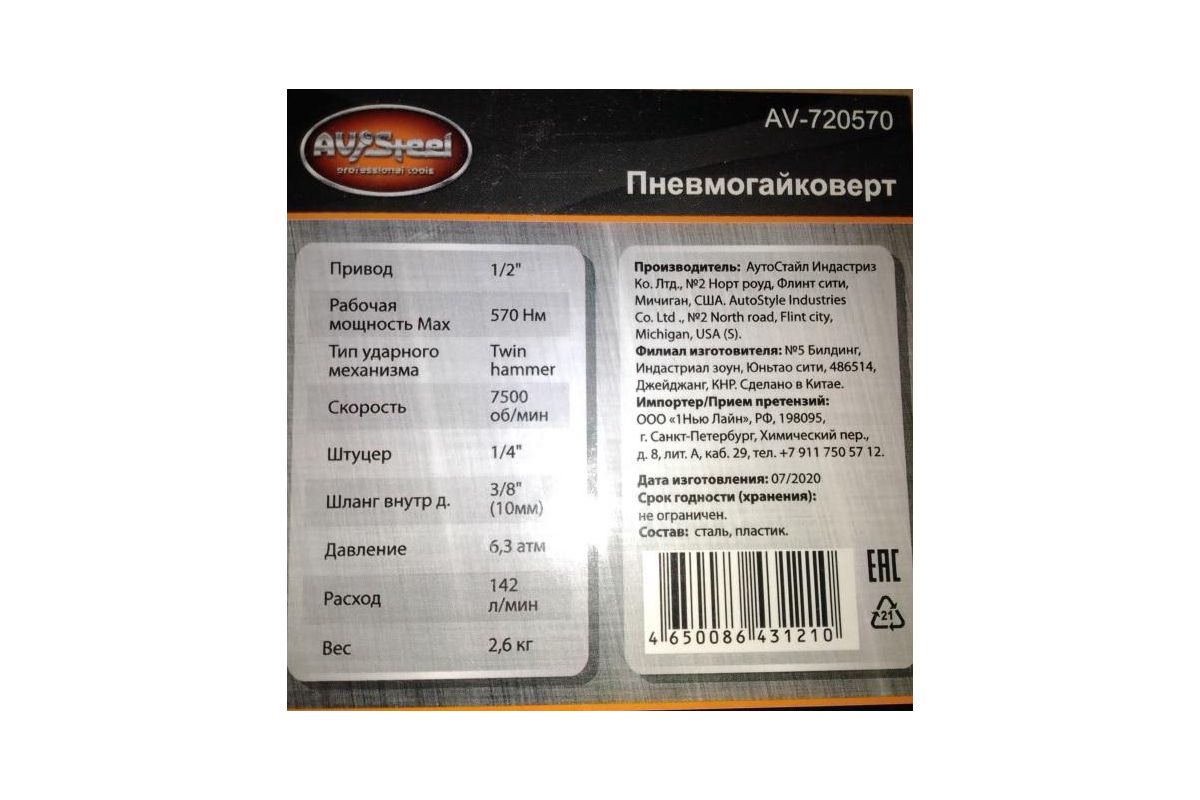 AV Steel
professional tools
AV-720570
Пневмогайковерт
Привод 1/2"
Рабочая
мощность Max 570 Нм
Тип ударного
механизма
Twin
hammer
Скорость
7500
об/мин
Штуцер 1/4"
Шланг внутр д.
3/8"
(10мм)
Давление 6,3 атм
Расход
142
л/мин
Вес 2,6 кг
Производитель: АутоСтайл Индастриз
Ко. Лтд., №2 Норт роуд, Флинт сити,
Мичиган, США. AutoStyle Industries
Co. Ltd ., №2 North road, Flint city,
Michigan, USA (S).
Филиал изготовителя: №5 Билдинг,
Индастриал зоун, Юньтао сити, 486514,
Джейджанг, КНР. Сделано в Китае.
Импортер/Прием претензий:
ООО «1Нью Лайн», РФ, 198095,
г. Санкт-Петербург, Химический пер.,
д. 8, лит. А, каб. 29, тел. +7 911 750 57 12.
Дата изготовления: 07/2020
Срок годности (хранения):
не ограничен.
Состав: сталь, пластик.
EAC
21
4 650086 431210